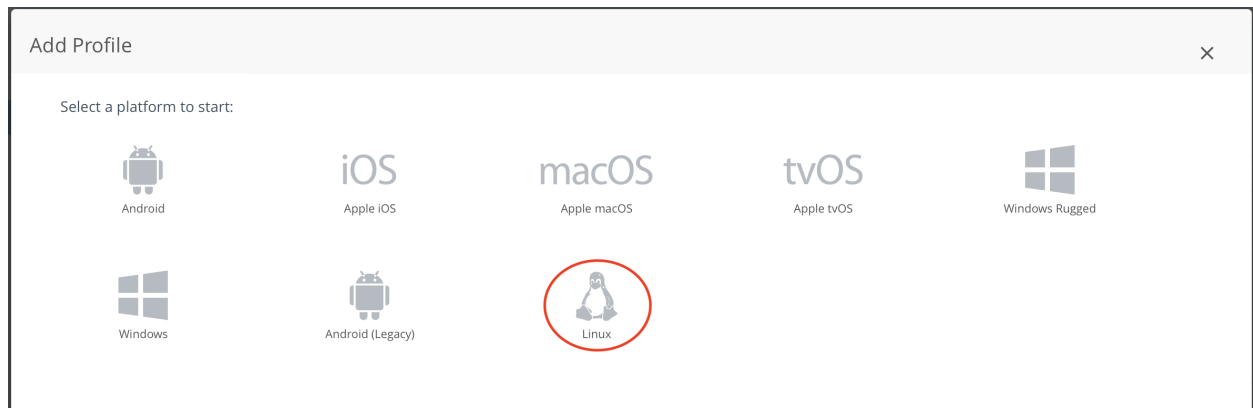 Add Profile
Select a platform to start:
iOS macOS tvOS
Android Apple iOS Apple macOS Apple tvOS Windows Rugged
Windows Android (Legacy) Linux